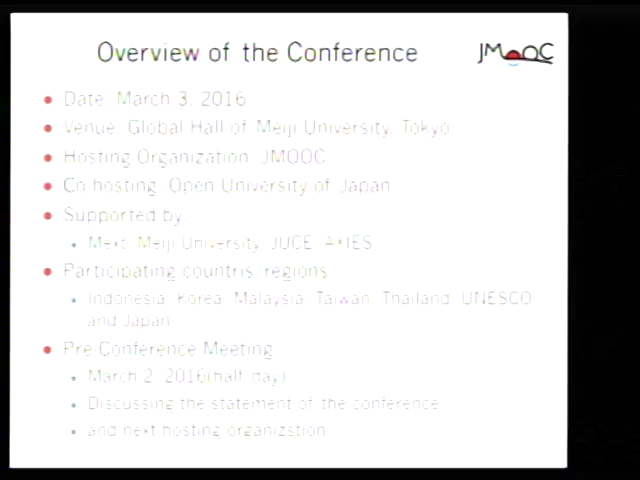 Overview of the Conference
JMOOC
Date: March 3, 2016
Venue: Global Hall of Meiji University, Tokyo
Hosting Organization: JMOOC
Co-hosting: Open University of Japan
Supported by:
Mext, Meiji University, JUCE, AXIES
Participating countris/regions
Indonesia, Korea, Malaysia, Taiwan, Thailand, UNESCO
and Japan
Pre-Conference Meeting
March 2, 2016(half day)
Discussing the statement of the conference
and next hosting organizstion